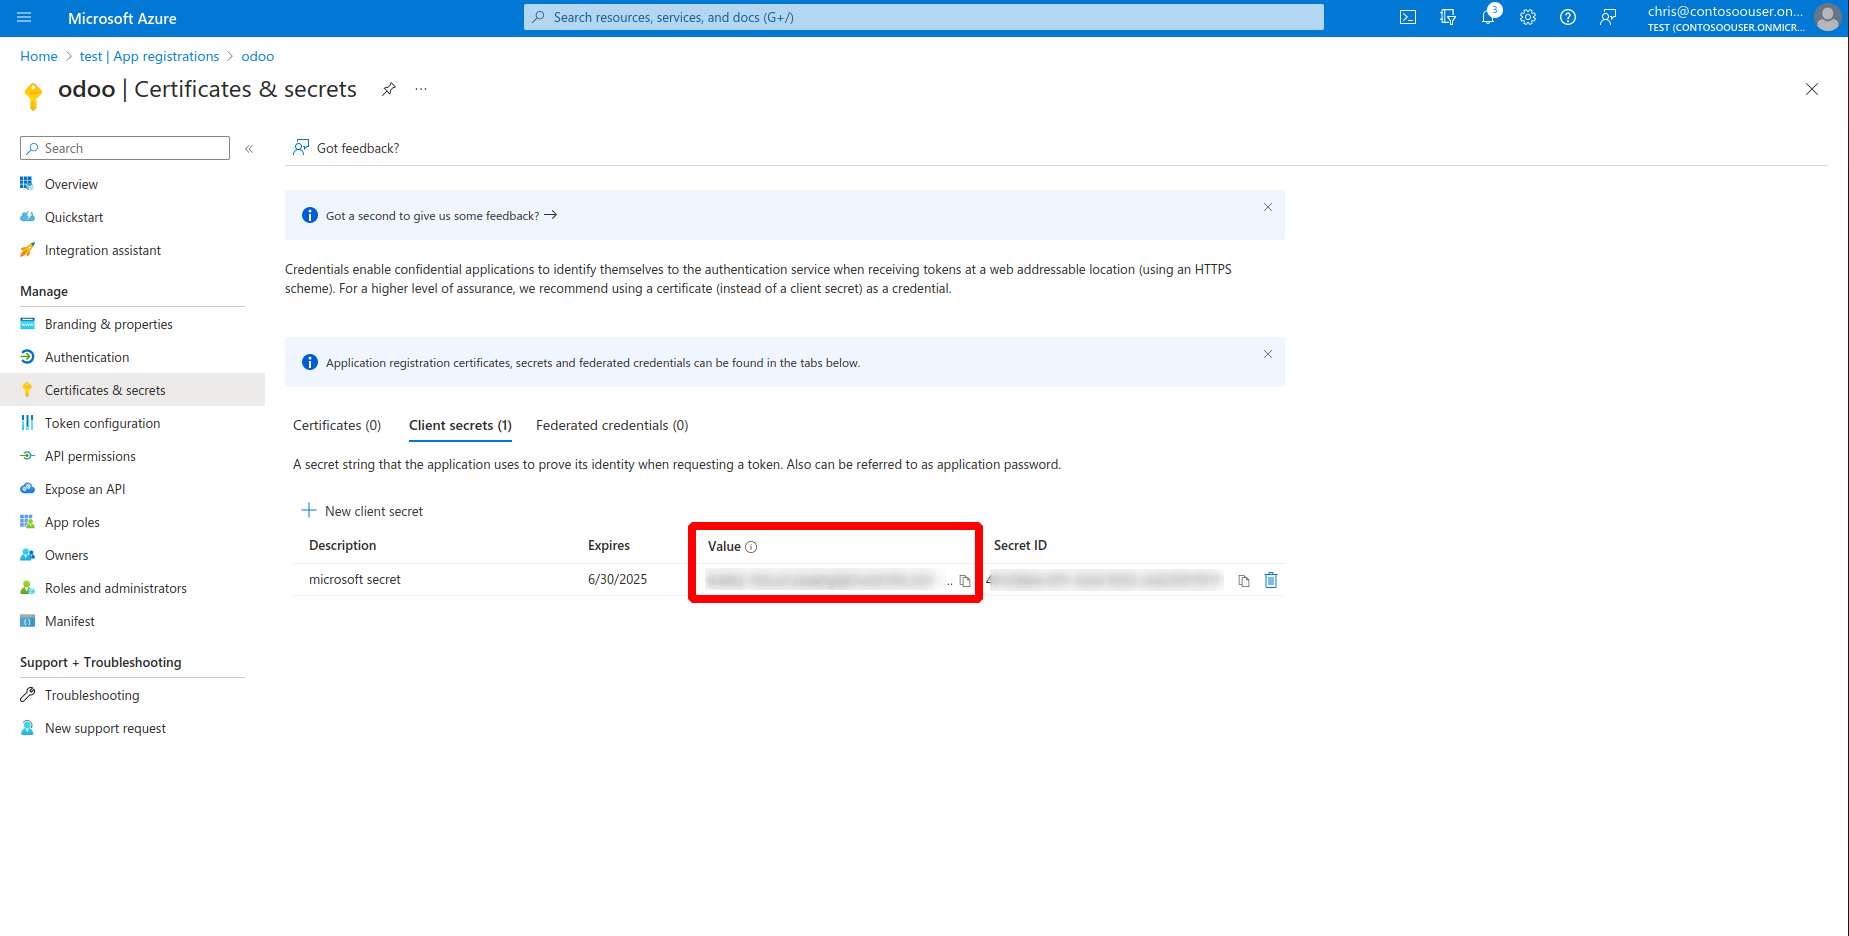 Microsoft Azure
Search resources, services, and docs (G+/)
3
chris@contosoouser.on...
TEST (CONTOSOOUSER.ONMICR...
Home > test | App registrations > odoo
odoo | Certificates & secrets
...
Search
«
Got feedback?
Overview
Quickstart
Integration assistant
Manage
Branding & properties
Authentication
Certificates & secrets
Token configuration
API permissions
Expose an API
App roles
Owners
Roles and administrators
Manifest
Support + Troubleshooting
Troubleshooting
New support request
Got a second to give us some feedback? →
Credentials enable confidential applications to identify themselves to the authentication service when receiving tokens at a web addressable location (using an HTTPS
scheme). For a higher level of assurance, we recommend using a certificate (instead of a client secret) as a credential.
Application registration certificates, secrets and federated credentials can be found in the tabs below.
Certificates (0) Client secrets (1) Federated credentials (0)
A secret string that the application uses to prove its identity when requesting a token. Also can be referred to as application password.
New client secret
Description Expires Value Secret ID
microsoft secret 6/30/2025 ...